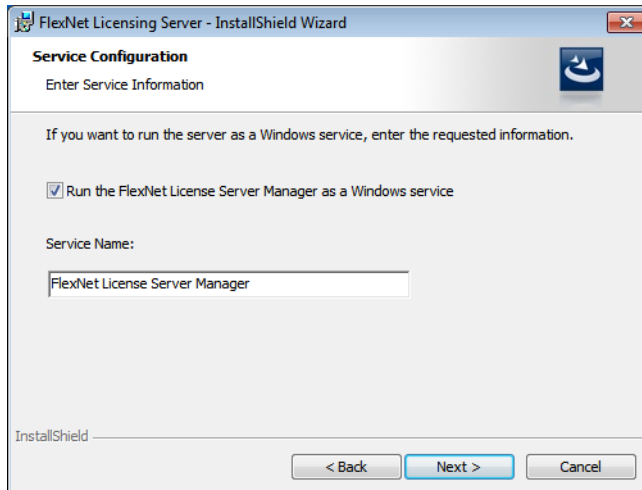 FlexNet Licensing Server - InstallShield Wizard
Service Configuration
Enter Service Information
If you want to run the server as a Windows service, enter the requested information.
Run the FlexNet License Server Manager as a Windows service
Service Name:
FlexNet License Server Manager
InstallShield
< Back Next > Cancel